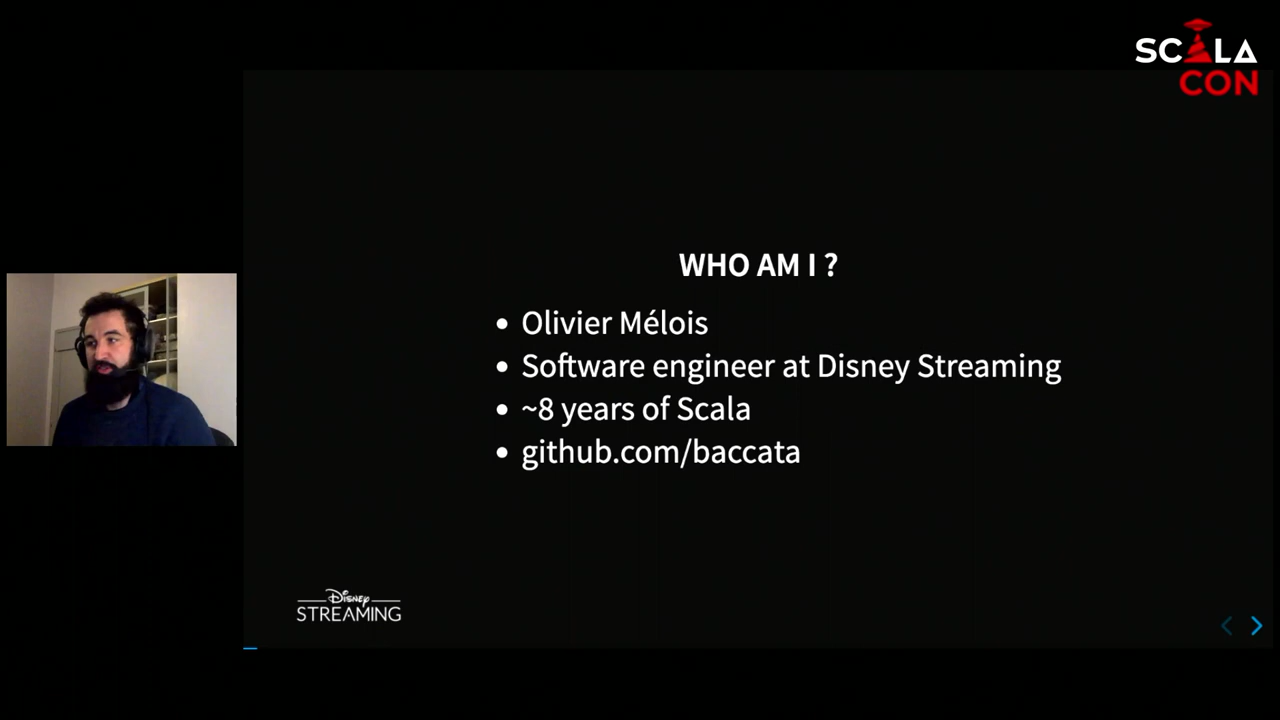 SCALA
CON
WHO AM I ?
• Olivier Mélois
• Software engineer at Disney Streaming
• ~8 years of Scala
• github.com/baccata
Disney
STREAMING